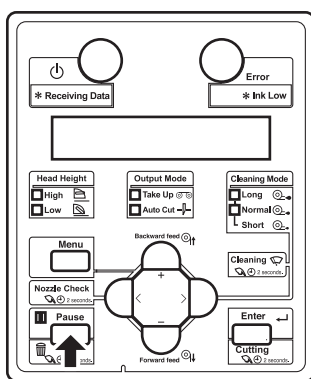 Error
* Receiving Data
* Ink Low
Head Height
High
Low
Output Mode
Take Up
Auto Cut
Cleaning Mode
Long
Normal
Short
Backward feed
Menu
+
Cleaning
2 seconds.
Nozzle Check
2 seconds.
< >
Pause
Enter
−
conds.
Forward feed
2 seconds.
Cutting